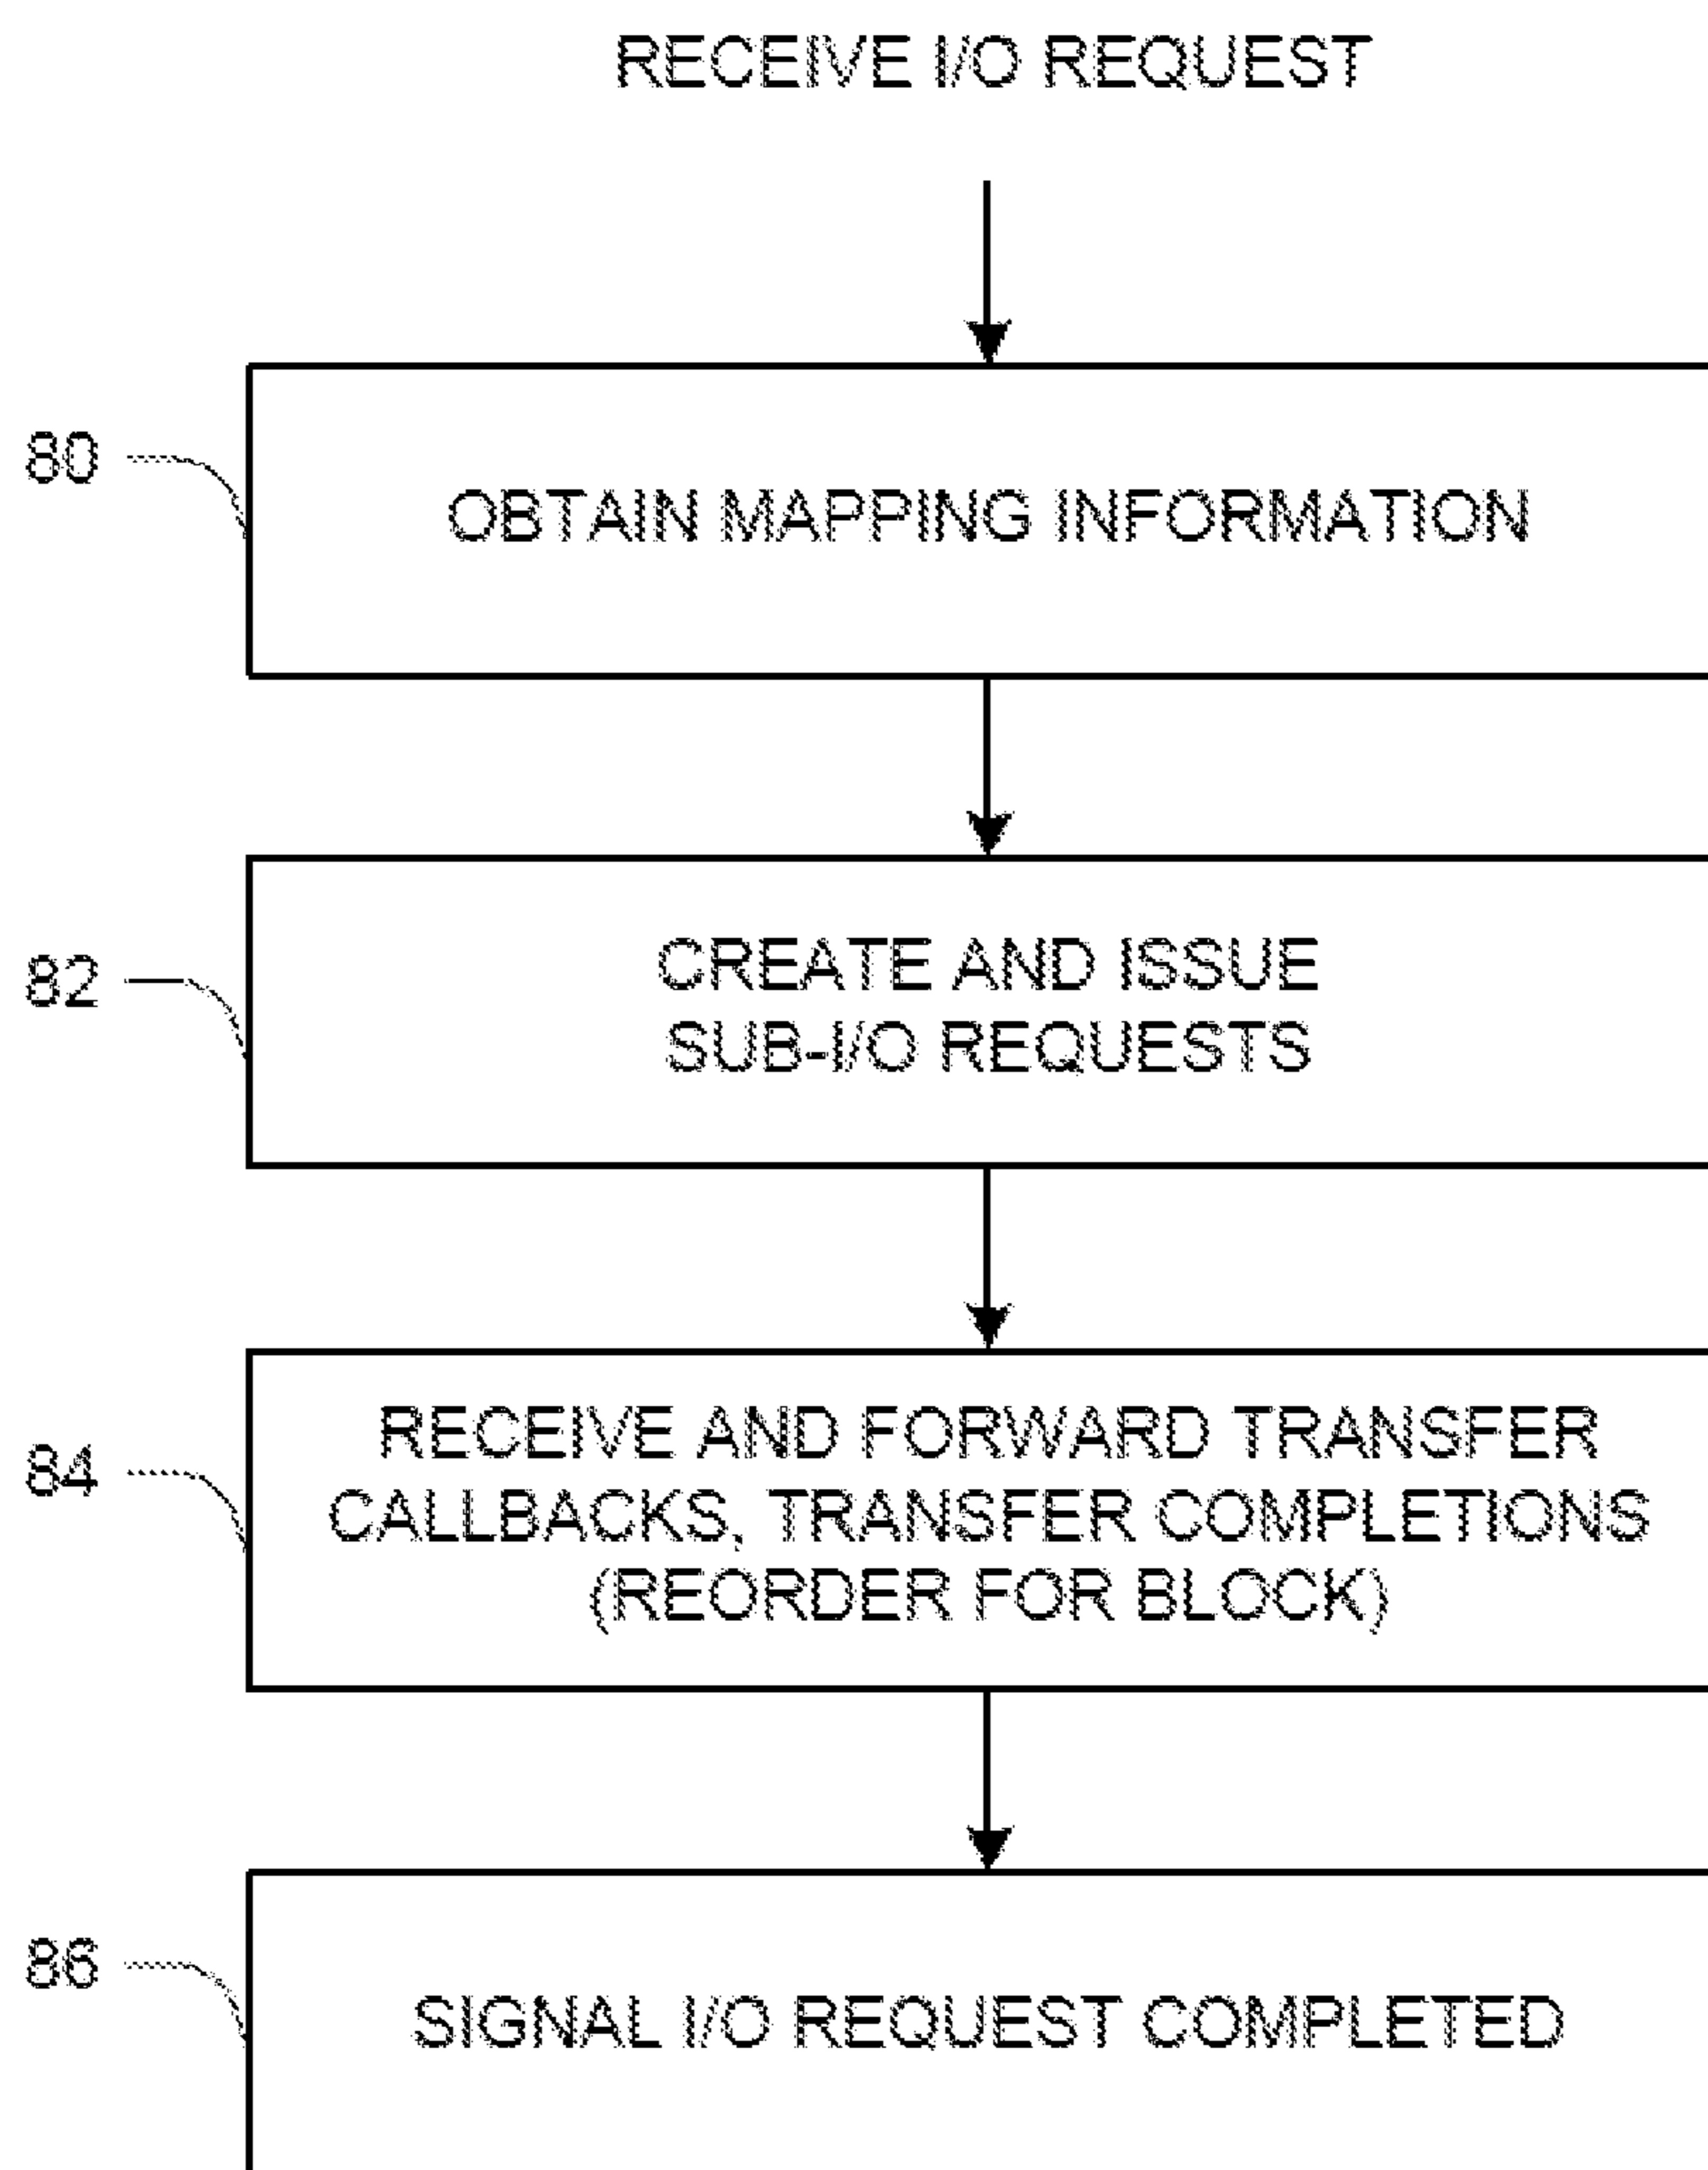 RECEIVE I/O REQUEST
80
OBTAIN MAPPING INFORMATION
82
CREATE AND ISSUE
SUB-I/O REQUESTS
84
RECEIVE AND FORWARD TRANSFER
CALLBACKS, TRANSFER COMPLETIONS
(REORDER FOR BLOCK)
86
SIGNAL I/O REQUEST COMPLETED